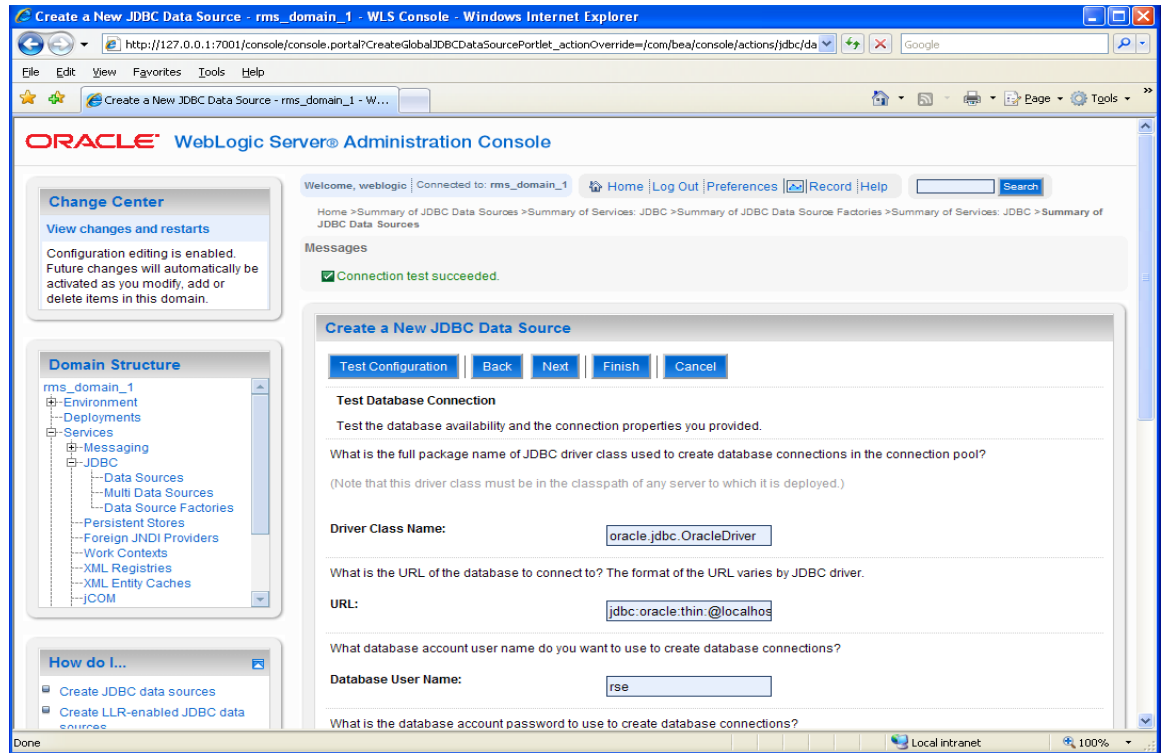 Create a New JDBC Data Source - rms_domain_1 - WLS Console - Windows Internet Explorer
http://127.0.0.1:7001/console/console.portal?CreateGlobalJDBCDataSourcePortlet_actionOverride=/com/bea/console/actions/jdbc/da
Google
File Edit View Favorites Tools Help
Create a New JDBC Data Source - rms_domain_1 - W...
Page Tools
ORACLE WebLogic Server® Administration Console
Change Center
View changes and restarts
Configuration editing is enabled.
Future changes will automatically be
activated as you modify, add or
delete items in this domain.
Domain Structure
rms_domain_1
Environment
Deployments
Services
Messaging
JDBC
Data Sources
Multi Data Sources
Data Source Factories
Persistent Stores
Foreign JNDI Providers
Work Contexts
XML Registries
XML Entity Caches
jCOM
How do I...
Create JDBC data sources
Create LLR-enabled JDBC data
sources
Welcome, weblogic Connected to: rms_domain_1 Home Log Out Preferences Record Help Search
Home >Summary of JDBC Data Sources >Summary of Services: JDBC >Summary of JDBC Data Source Factories >Summary of Services: JDBC >Summary of
JDBC Data Sources
Messages
Connection test succeeded.
Create a New JDBC Data Source
Test Configuration Back Next Finish Cancel
Test Database Connection
Test the database availability and the connection properties you provided.
What is the full package name of JDBC driver class used to create database connections in the connection pool?
(Note that this driver class must be in the classpath of any server to which it is deployed.)
Driver Class Name: oracle.jdbc.OracleDriver
What is the URL of the database to connect to? The format of the URL varies by JDBC driver.
URL: jdbc:oracle:thin:@localhos
What database account user name do you want to use to create database connections?
Database User Name: rse
What is the database account password to use to create database connections?
Done Local intranet 100%